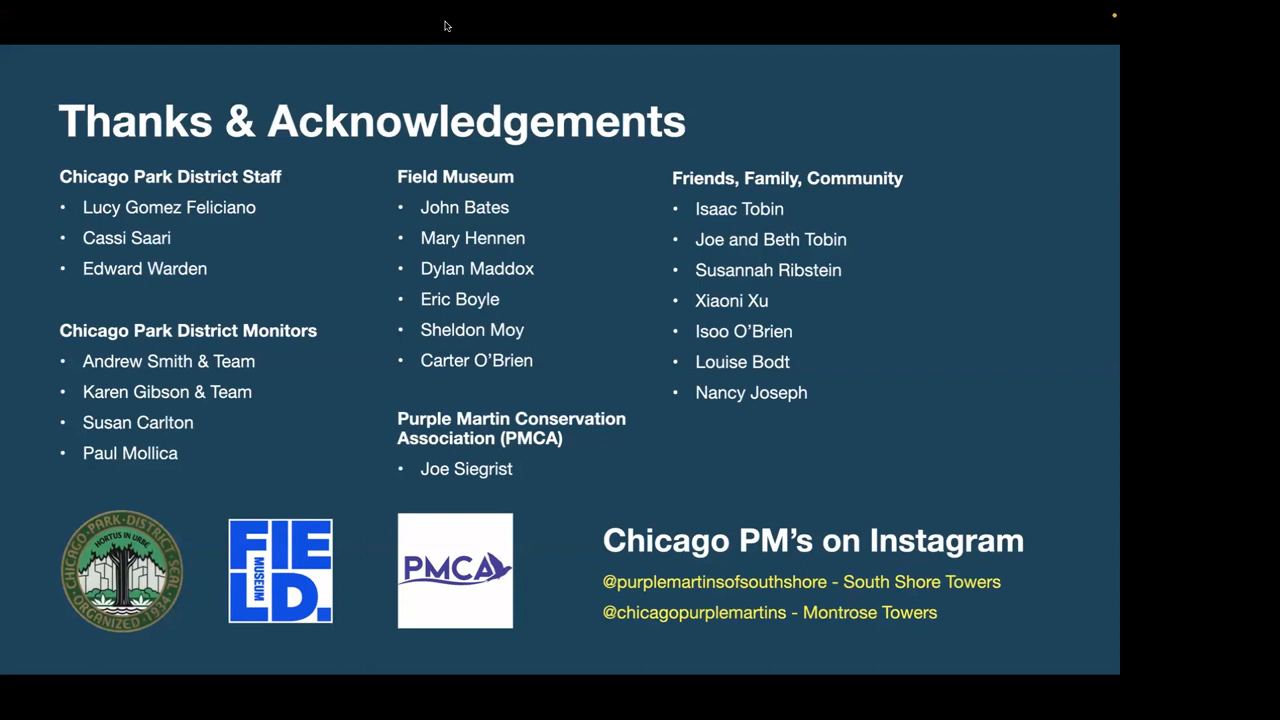 Thanks & Acknowledgements
Chicago Park District Staff
• Lucy Gomez Feliciano
• Cassi Saari
• Edward Warden
Chicago Park District Monitors
• Andrew Smith & Team
• Karen Gibson & Team
• Susan Carlton
• Paul Mollica
Field Museum
• John Bates
• Mary Hennen
• Dylan Maddox
• Eric Boyle
• Sheldon Moy
• Carter O’Brien
Purple Martin Conservation
Association (PMCA)
• Joe Siegrist
Friends, Family, Community
• Isaac Tobin
• Joe and Beth Tobin
• Susannah Ribstein
• Xiaoni Xu
• Isoo O’Brien
• Louise Bodt
• Nancy Joseph
CHICAGO·PARK·DISTRICT SEAL
HORTUS IN URBE
ORGANIZED
FIE
MUSEUM
LD.
PMCA
Chicago PM’s on Instagram
@purplemartinsofsouthshore - South Shore Towers
@chicagopurplemartins - Montrose Towers